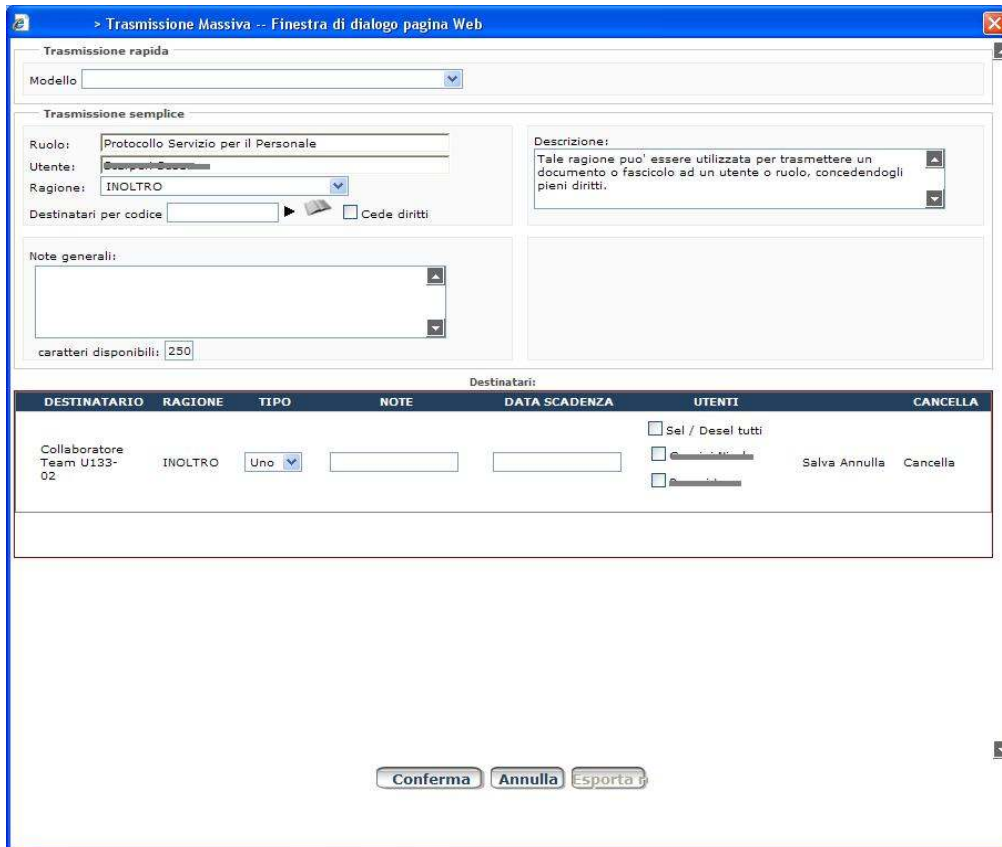 > Trasmissione Massiva -- Finestra di dialogo pagina Web
Trasmissione rapida
Modello
Trasmissione semplice
Ruolo: Protocollo Servizio per il Personale
Utente:
Ragione: INOLTRO
Destinatari per codice Cede diritti
Descrizione:
Tale ragione puo' essere utilizzata per trasmettere un
documento o fascicolo ad un utente o ruolo, concedendogli
pieni diritti.
Note generali:
caratteri disponibili: 250
Destinatari:
DESTINATARIO RAGIONE TIPO NOTE DATA SCADENZA UTENTI CANCELLA
Sel / Desel tutti
Collaboratore
Team U133-
02
INOLTRO Uno Salva Annulla Cancella
Conferma Annulla Esporta